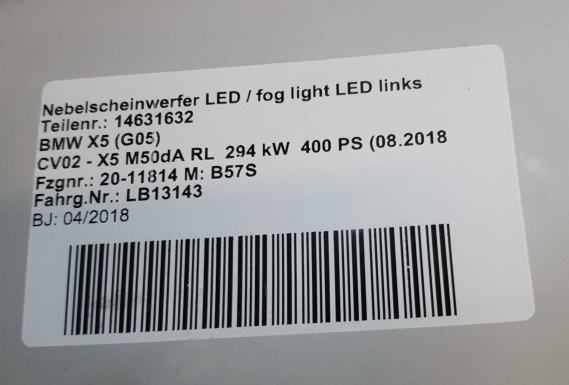 Nebelscheinwerfer LED / fog light LED links
Teilenr.: 14631632
BMW X5 (G05)
CV02 - X5 M50dA RL 294 kW 400 PS (08.2018
Fzgnr.: 20-11814 M: B57S
Fahrg.Nr.: LB13143
BJ: 04/2018